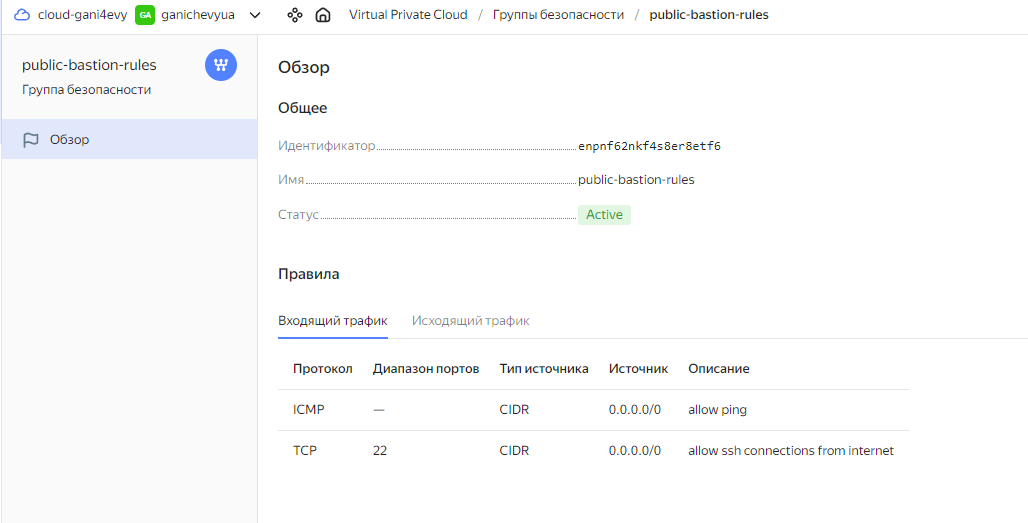 cloud-gani4evy GA ganichevyua Virtual Private Cloud / Группы безопасности / public-bastion-rules
public-bastion-rules
Группа безопасности
Обзор
Обзор
Общее
Идентификатор enpnf62nkf4s8er8etf6
Имя public-bastion-rules
Статус Active
Правила
Входящий трафик Исходящий трафик
Протокол Диапазон портов Тип источника Источник Описание
ICMP — CIDR 0.0.0.0/0 allow ping
TCP 22 CIDR 0.0.0.0/0 allow ssh connections from internet